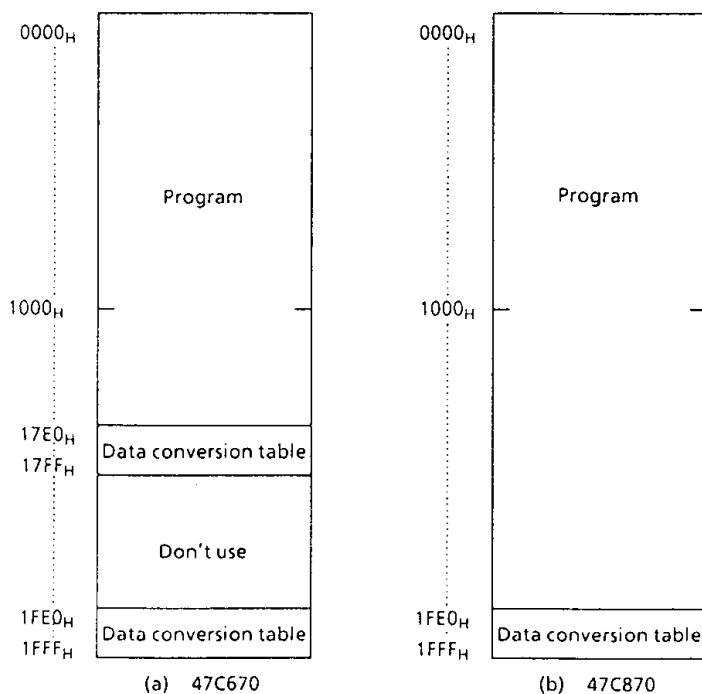 0000H
Program
1000H
17E0H
Data conversion table
17FFH
Don't use
1FE0H
Data conversion table
1FFFH
(a) 47C670
0000H
Program
1000H
1FE0H
Data conversion table
1FFFH
(b) 47C870